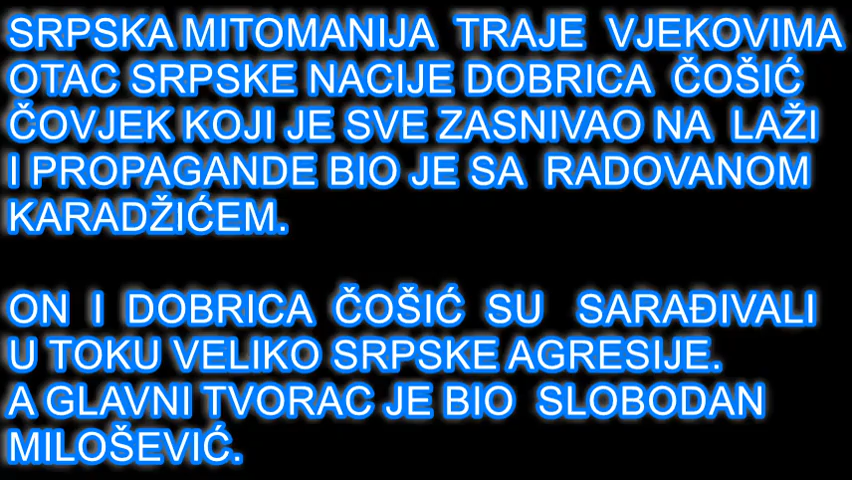 SRPSKA MITOMANIJA TRAJE VJEKOVIMA
OTAC SRPSKE NACIJE DOBRICA ČOŠIĆ
ČOVJEK KOJI JE SVE ZASNIVAO NA LAŽI
I PROPAGANDE BIO JE SA RADOVANOM
KARADŽIĆEM.
ON I DOBRICA ČOŠIĆ SU SARAĐIVALI
U TOKU VELIKO SRPSKE AGRESIJE.
A GLAVNI TVORAC JE BIO SLOBODAN
MILOŠEVIĆ.